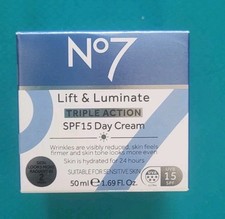 No7
Lift & Luminate
TRIPLE ACTION
SPF15 Day Cream
Wrinkles are visibly reduced, skin feels
firmer and skin tone looks more even
Skin is hydrated for 24 hours
SUITABLE FOR SENSITIVE SKIN
50 ml ℮ 1.69 Fl. Oz.
15